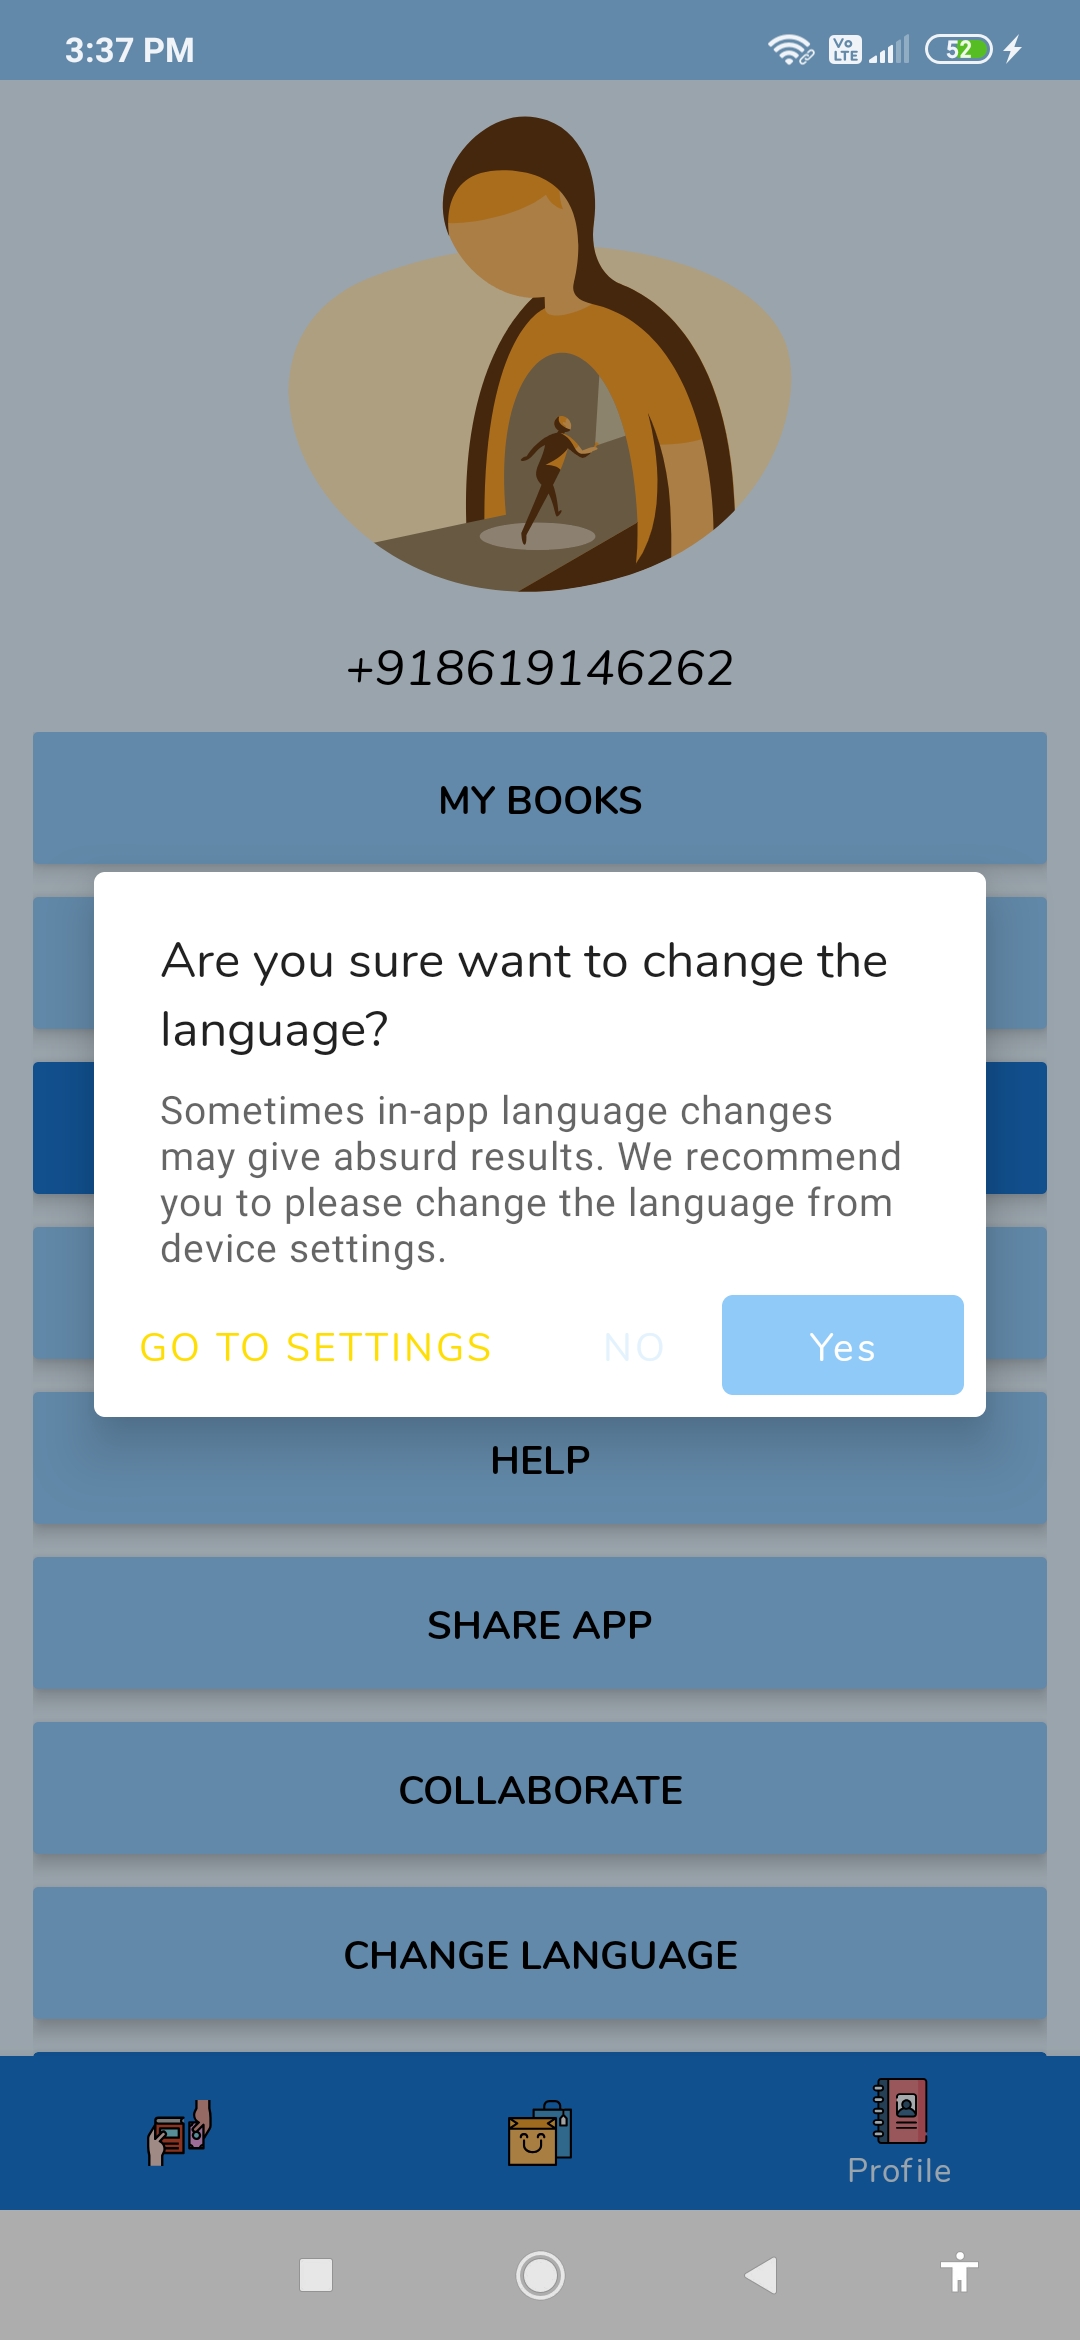 3:37 PM
Vo
LTE
52
+918619146262
MY BOOKS
Are you sure want to change the
language?
Sometimes in-app language changes
may give absurd results. We recommend
you to please change the language from
device settings.
GO TO SETTINGS
NO
Yes
HELP
SHARE APP
COLLABORATE
CHANGE LANGUAGE
Profile